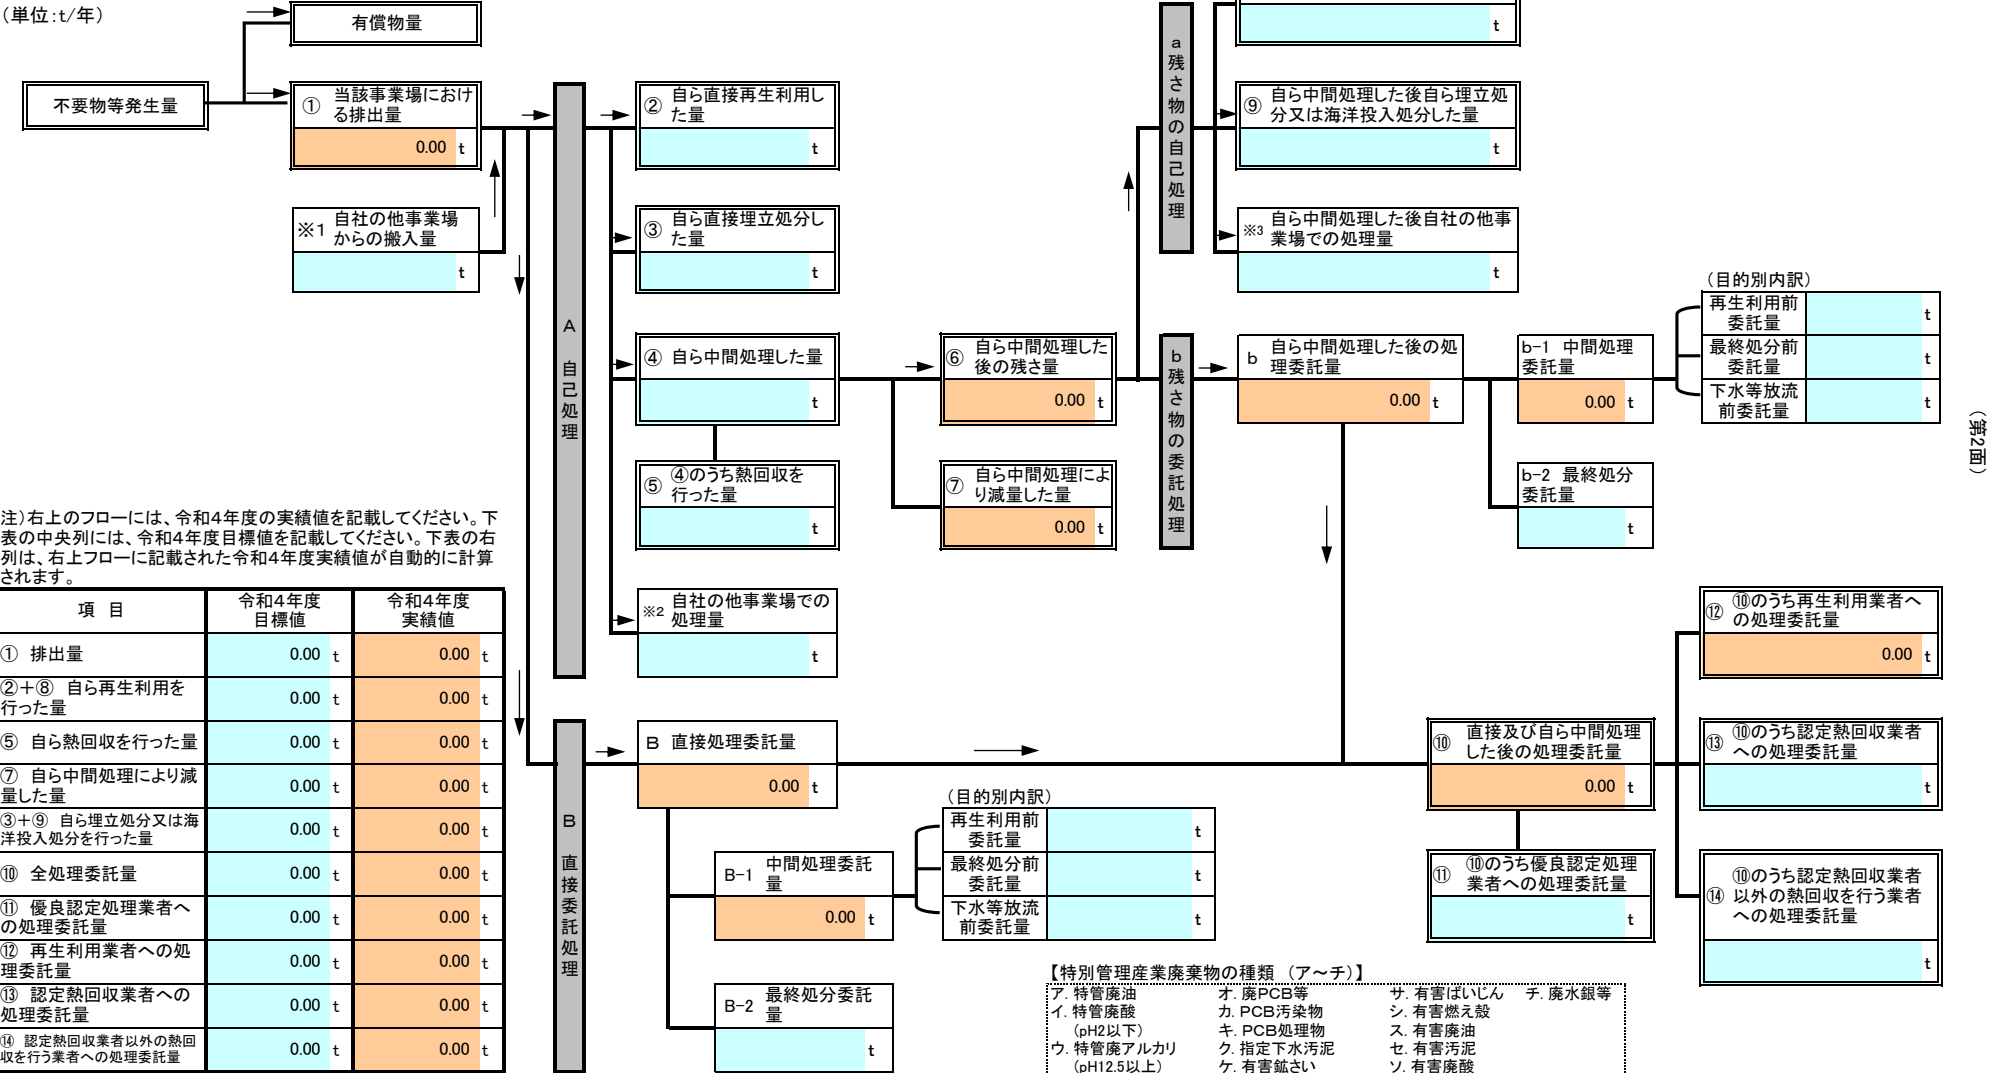 （単位：t/年）
有償物量
不要物等発生量
① 当該事業場におけ
る排出量
0.00 t
※1 自社の他事業場
からの搬入量
t
A 自己処理
② 自ら直接再生利用し
た量
t
③ 自ら直接埋立処分し
た量
t
④ 自ら中間処理した量
t
⑤ ④のうち熱回収を
行った量
t
※2 自社の他事業場での
処理量
t
⑥ 自ら中間処理した
後の残さ量
0.00 t
⑦ 自ら中間処理によ
り減量した量
0.00 t
a 残さ物の自己処理
t
⑨ 自ら中間処理した後自ら埋立処
分又は海洋投入処分した量
t
※3 自ら中間処理した後自社の他事
業場での処理量
t
b 残さ物の委託処理
b 自ら中間処理した後の処
理委託量
0.00 t
b-1 中間処理
委託量
0.00 t
b-2 最終処分
委託量
t
（目的別内訳）
再生利用前
委託量
t
最終処分前
委託量
t
下水等放流
前委託量
t
（第2面）
注）右上のフローには、令和4年度の実績値を記載してください。下
表の中央列には、令和4年度目標値を記載してください。下表の右
列は、右上フローに記載された令和4年度実績値が自動的に計算
されます。
項 目 令和4年度
目標値 令和4年度
実績値
① 排出量 0.00 t 0.00 t
②＋⑧ 自ら再生利用を
行った量 0.00 t 0.00 t
⑤ 自ら熱回収を行った量 0.00 t 0.00 t
⑦ 自ら中間処理により減
量した量 0.00 t 0.00 t
③＋⑨ 自ら埋立処分又は海
洋投入処分を行った量 0.00 t 0.00 t
⑩ 全処理委託量 0.00 t 0.00 t
⑪ 優良認定処理業者へ
の処理委託量 0.00 t 0.00 t
⑫ 再生利用業者への処
理委託量 0.00 t 0.00 t
⑬ 認定熱回収業者への
処理委託量 0.00 t 0.00 t
⑭ 認定熱回収業者以外の熱回
収を行う業者への処理委託量 0.00 t 0.00 t
B 直接委託処理
B 直接処理委託量
0.00 t
B-1 中間処理委託
量
0.00 t
B-2 最終処分委託
量
t
（目的別内訳）
再生利用前
委託量
t
最終処分前
委託量
t
下水等放流
前委託量
t
⑩ 直接及び自ら中間処理
した後の処理委託量
0.00 t
⑪ ⑩のうち優良認定処理
業者への処理委託量
t
⑫ ⑩のうち再生利用業者へ
の処理委託量
0.00 t
⑬ ⑩のうち認定熱回収業者
への処理委託量
t
⑭ ⑩のうち認定熱回収業者
以外の熱回収を行う業者
への処理委託量
t
【特別管理産業廃棄物の種類 （ア～チ）】
ア. 特管廃油 オ. 廃PCB等 サ. 有害ばいじん チ. 廃水銀等
イ. 特管廃酸 カ. PCB汚染物 シ. 有害燃え殻
（pH2以下） キ. PCB処理物 ス. 有害廃油
ウ. 特管廃アルカリ ク. 指定下水汚泥 セ. 有害汚泥
（pH12.5以上） ケ. 有害鉱さい ソ. 有害廃酸